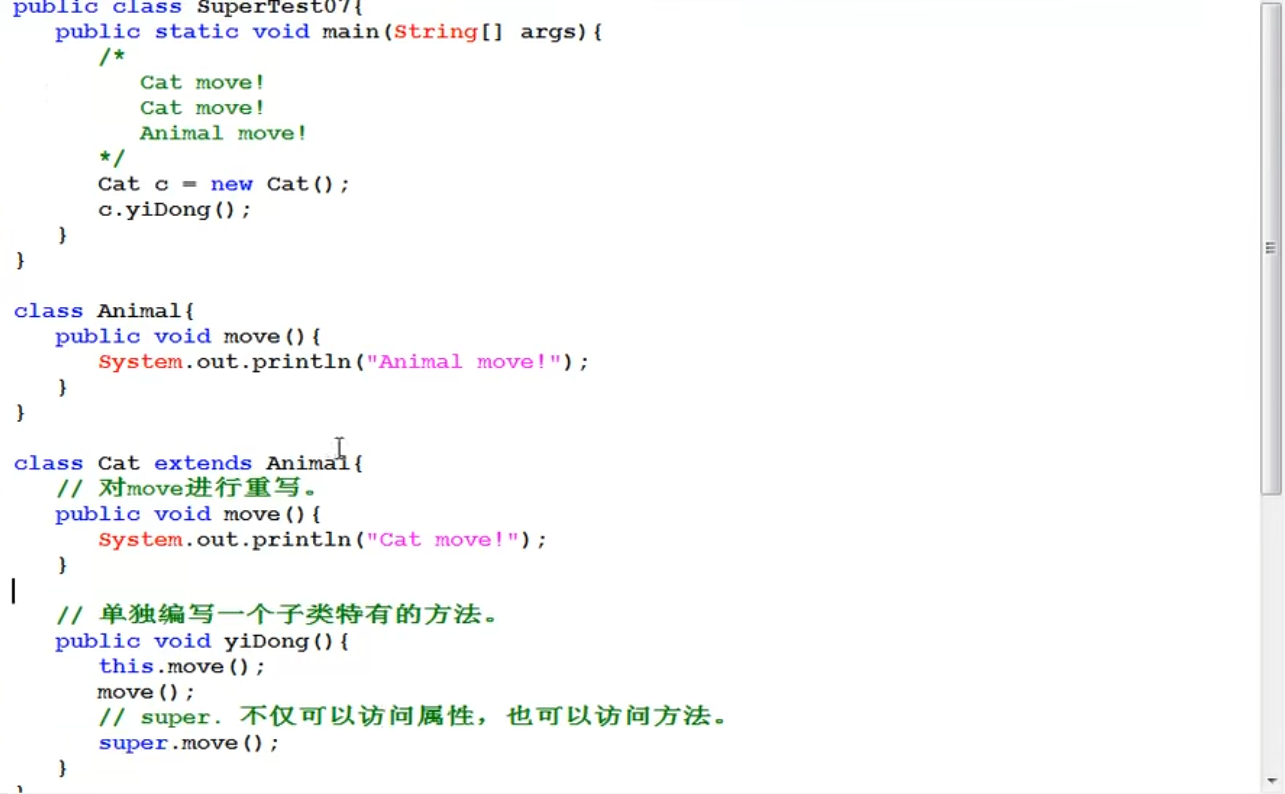 public class SuperTest07{
public static void main(String[] args){
/*
Cat move!
Cat move!
Animal move!
*/
Cat c = new Cat();
c.yiDong();
}
}
class Animal{
public void move(){
System.out.println("Animal move!");
}
}
class Cat extends Animal{
// 对move进行重写。
public void move(){
System.out.println("Cat move!");
}
// 单独编写一个子类特有的方法。
public void yiDong(){
this.move();
move();
// super. 不仅可以访问属性，也可以访问方法。
super.move();
}
}